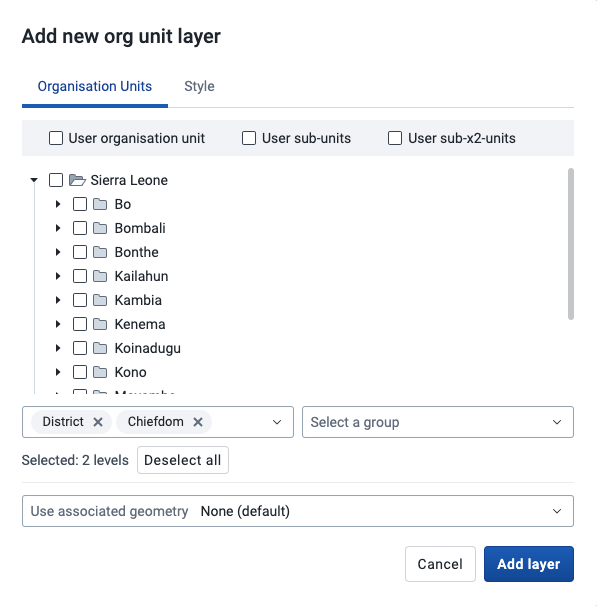 Add new org unit layer
Organisation Units Style
User organisation unit User sub-units User sub-x2-units
Sierra Leone
Bo
Bombali
Bonthe
Kailahun
Kambia
Kenema
Koinadugu
Kono
District Chiefdom Select a group
Selected: 2 levels Deselect all
Use associated geometry None (default)
Cancel Add layer